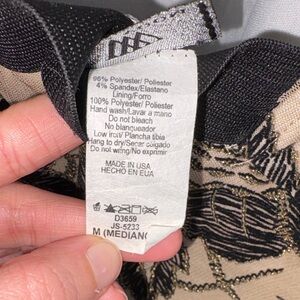 96% Polyester/ Poliester
4% Spandex/Elastano
Lining/Forro
100% Polyester/ Poliester
Hand wash/Lavar a mano
Do not bleach
No blanqueador
Low iron/ Plancha tibia
Hang to dry/ Secar colgado
Do not wring/No exprimir
MADE IN USA
HECHO EN EUA
D3659
JS-5233
M (MEDIAN